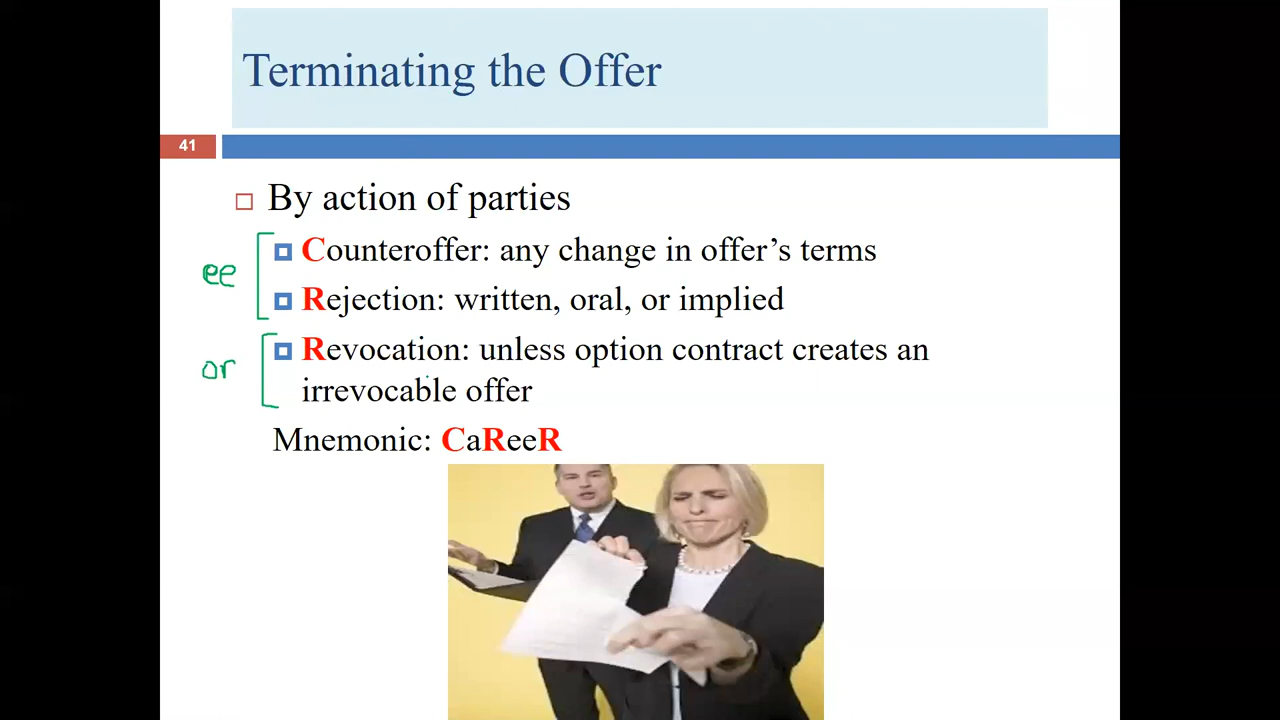 Terminating the Offer
41
By action of parties
Counteroffer: any change in offer’s terms
ee
Rejection: written, oral, or implied
Revocation: unless option contract creates an
or
irrevocable offer
Mnemonic: CaReeR